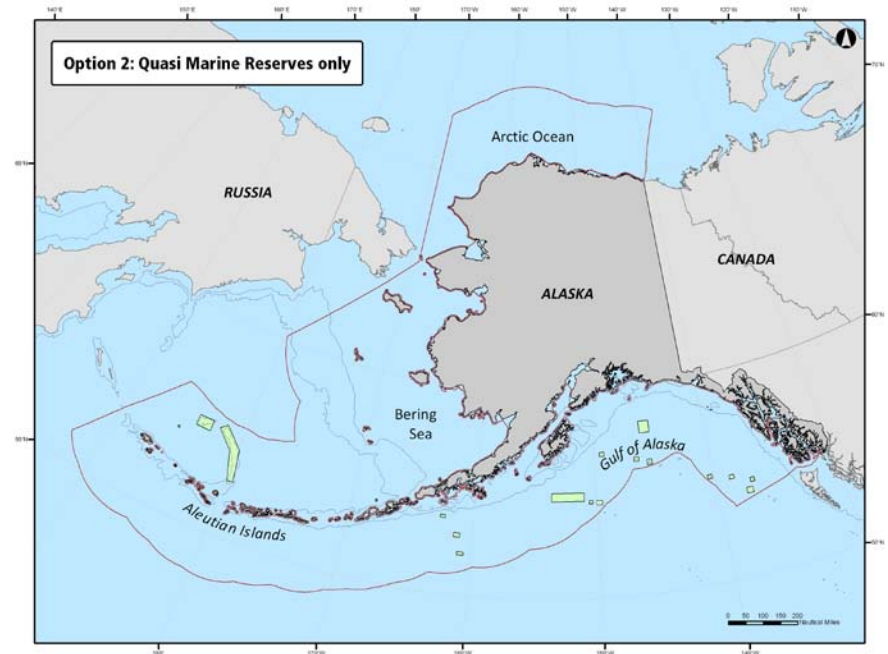 Option 2: Quasi Marine Reserves only
Arctic Ocean
RUSSIA
CANADA
ALASKA
Bering
Sea
Gulf of Alaska
Aleutian Islands
0 50 100 150 200
Nautical Miles